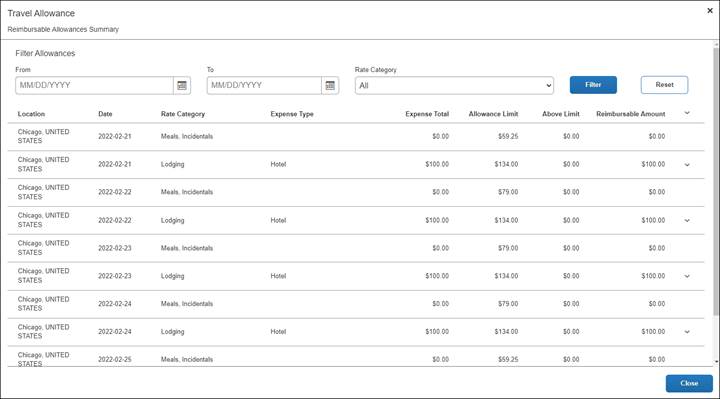 Travel Allowance
×
Reimbursable Allowances Summary
Filter Allowances
From To Rate Category
MM/DD/YYYY MM/DD/YYYY All Filter Reset
Location Date Rate Category Expense Type Expense Total Allowance Limit Above Limit Reimbursable Amount
Chicago, UNITED
STATES
2022-02-21 Meals, Incidentals $0.00 $59.25 $0.00 $0.00
Chicago, UNITED
STATES
2022-02-21 Lodging Hotel $100.00 $134.00 $0.00 $100.00
Chicago, UNITED
STATES
2022-02-22 Meals, Incidentals $0.00 $79.00 $0.00 $0.00
Chicago, UNITED
STATES
2022-02-22 Lodging Hotel $100.00 $134.00 $0.00 $100.00
Chicago, UNITED
STATES
2022-02-23 Meals, Incidentals $0.00 $79.00 $0.00 $0.00
Chicago, UNITED
STATES
2022-02-23 Lodging Hotel $100.00 $134.00 $0.00 $100.00
Chicago, UNITED
STATES
2022-02-24 Meals, Incidentals $0.00 $79.00 $0.00 $0.00
Chicago, UNITED
STATES
2022-02-24 Lodging Hotel $100.00 $134.00 $0.00 $100.00
Chicago, UNITED
STATES
2022-02-25 Meals, Incidentals $0.00 $59.25 $0.00 $0.00
Close